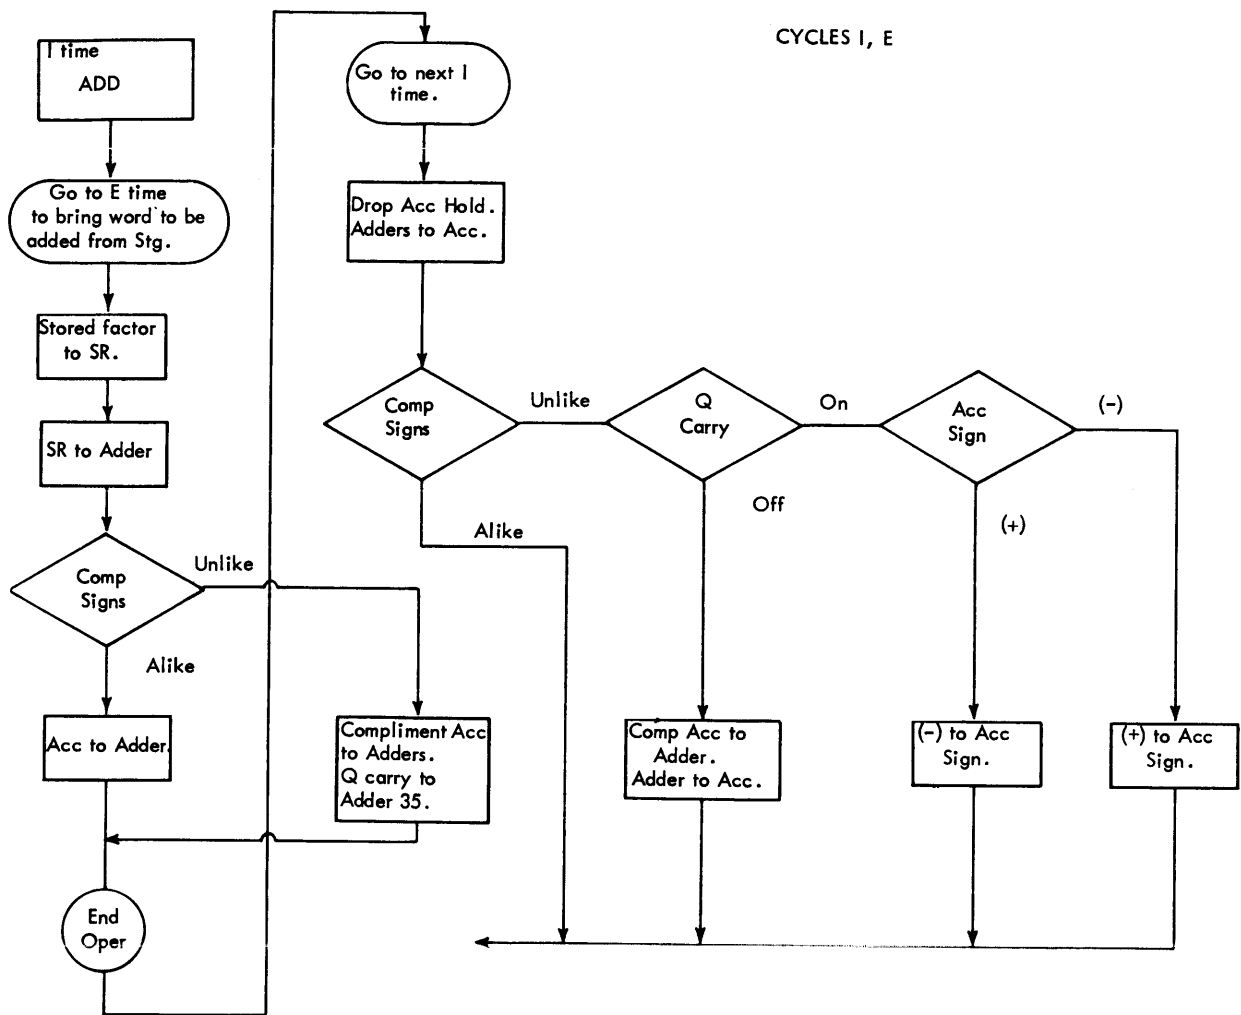 CYCLES I, E
I time
ADD
Go to E time
to bring word to be
added from Stg.
Stored factor
to SR.
SR to Adder
Comp
Signs
Unlike
Alike
Acc to Adder.
Compliment Acc
to Adders.
Q carry to
Adder 35.
End
Oper
Go to next I
time.
Drop Acc Hold.
Adders to Acc.
Comp
Signs
Unlike
Alike
Q
Carry
On
Off
Acc
Sign
(-)
(+)
Comp Acc to
Adder.
Adder to Acc.
(-) to Acc
Sign.
(+) to Acc
Sign.